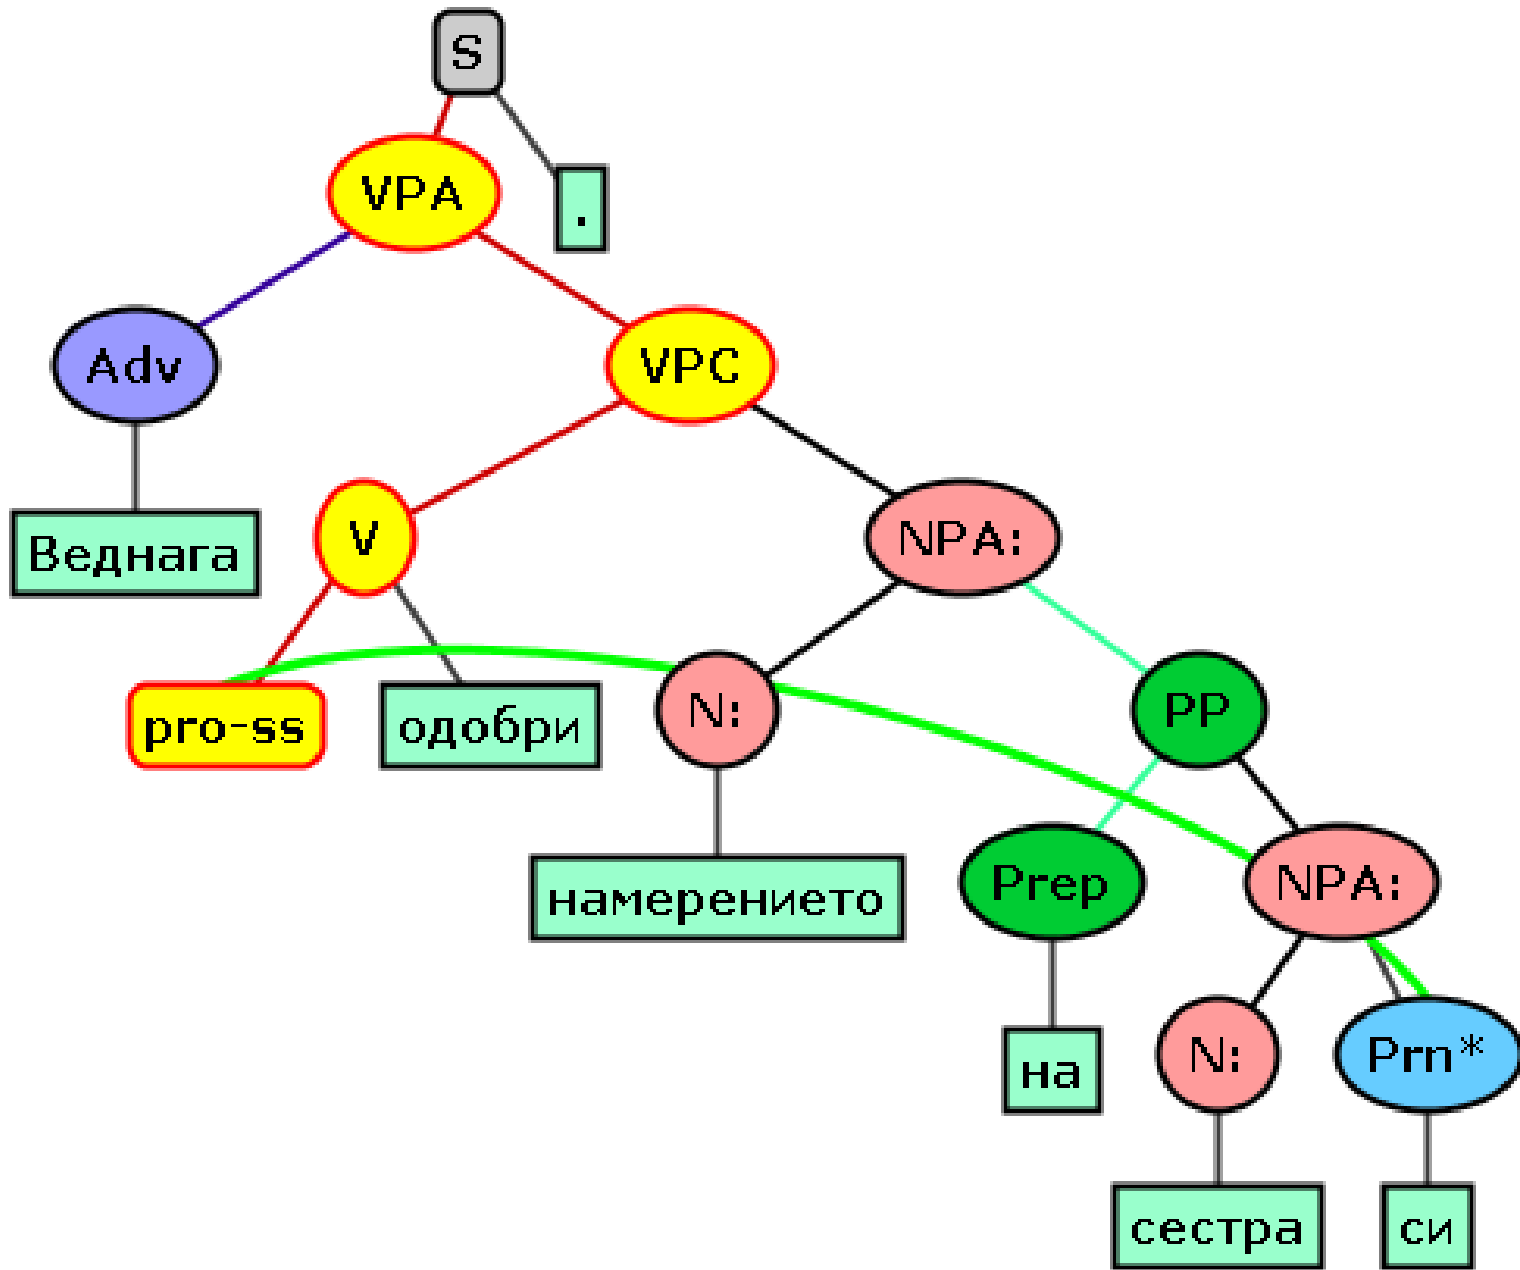 S
VPA
.
Adv
VPC
Веднага
V
NPA:
pro-ss
одобри
N:
PP
намерението
Prep
NPA:
на
N:
Prn*
сестра
си